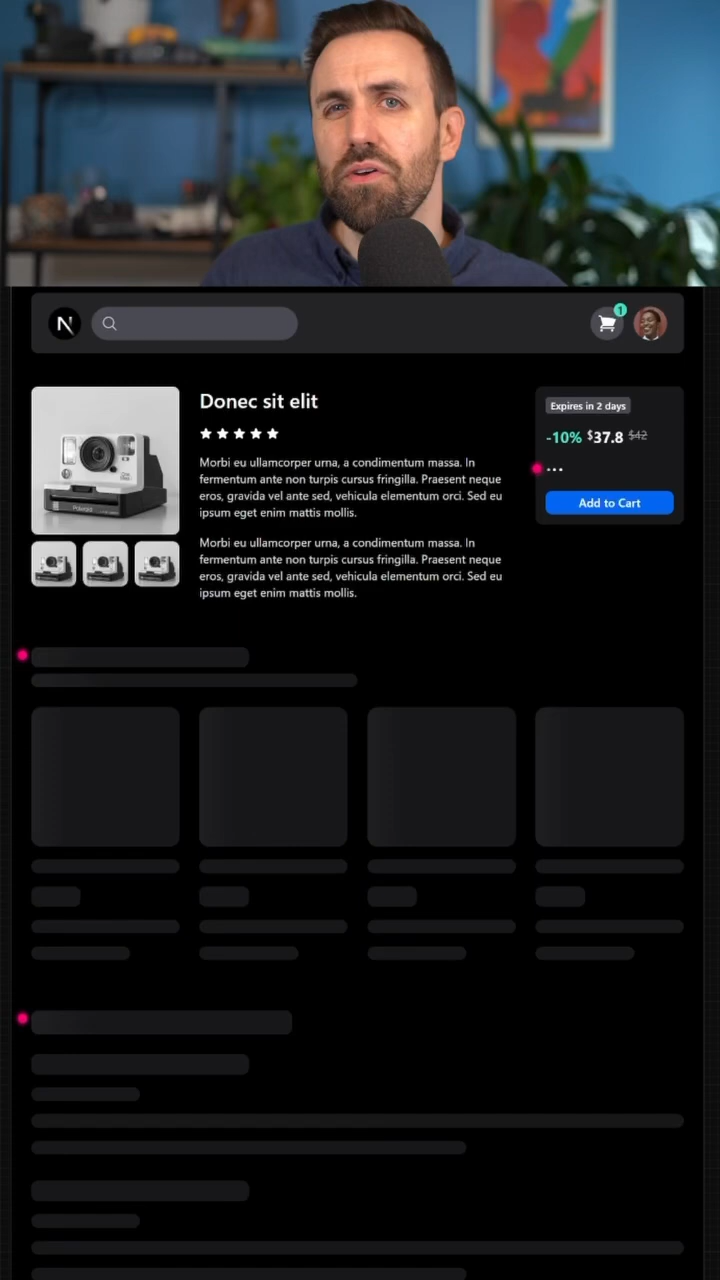 N
1
Donec sit elit
Morbi eu ullamcorper urna, a condimentum massa. In
fermentum ante non turpis cursus fringilla. Praesent neque
eros, gravida vel ante sed, vehicula elementum orci. Sed eu
ipsum eget enim mattis mollis.
Morbi eu ullamcorper urna, a condimentum massa. In
fermentum ante non turpis cursus fringilla. Praesent neque
eros, gravida vel ante sed, vehicula elementum orci. Sed eu
ipsum eget enim mattis mollis.
Expires in 2 days
-10% $37.8 $42
...
Add to Cart
Polaroid